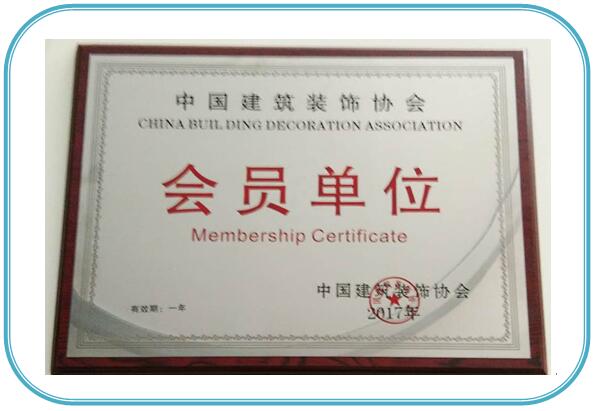 中国建筑装饰协会
CHINA BUILDING DECORATION ASSOCIATION
会员单位
Membership Certificate
中国建筑装饰协会
2017年
有效期：一年